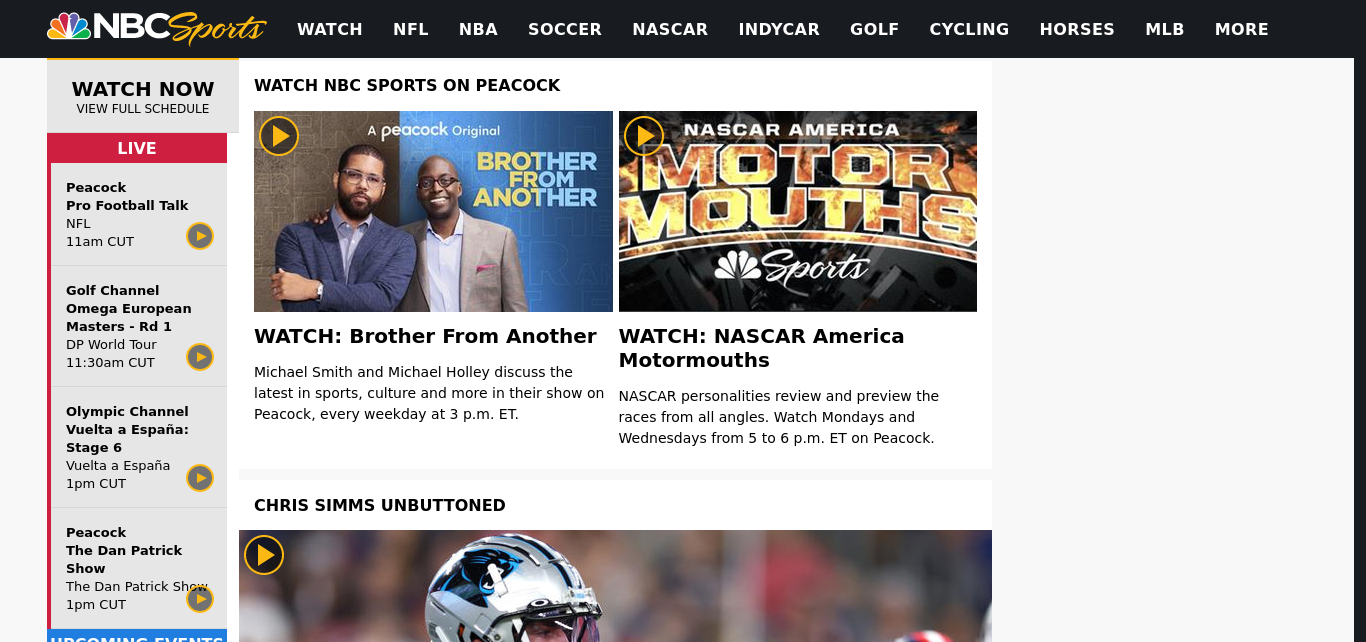 NBC Sports WATCH NFL NBA SOCCER NASCAR INDYCAR GOLF CYCLING HORSES MLB MORE
WATCH NOW
VIEW FULL SCHEDULE
LIVE
Peacock
Pro Football Talk
NFL
11am CUT
Golf Channel
Omega European
Masters - Rd 1
DP World Tour
11:30am CUT
Olympic Channel
Vuelta a España:
Stage 6
Vuelta a España
1pm CUT
Peacock
The Dan Patrick
Show
The Dan Patrick Show
1pm CUT
UPCOMING EVENTS
WATCH NBC SPORTS ON PEACOCK
A peacock Original
BROTHER
FROM
ANOTHER
WATCH: Brother From Another
Michael Smith and Michael Holley discuss the
latest in sports, culture and more in their show on
Peacock, every weekday at 3 p.m. ET.
NASCAR AMERICA
MOTOR
MOUTHS
Sports
WATCH: NASCAR America
Motormouths
NASCAR personalities review and preview the
races from all angles. Watch Mondays and
Wednesdays from 5 to 6 p.m. ET on Peacock.
CHRIS SIMMS UNBUTTONED